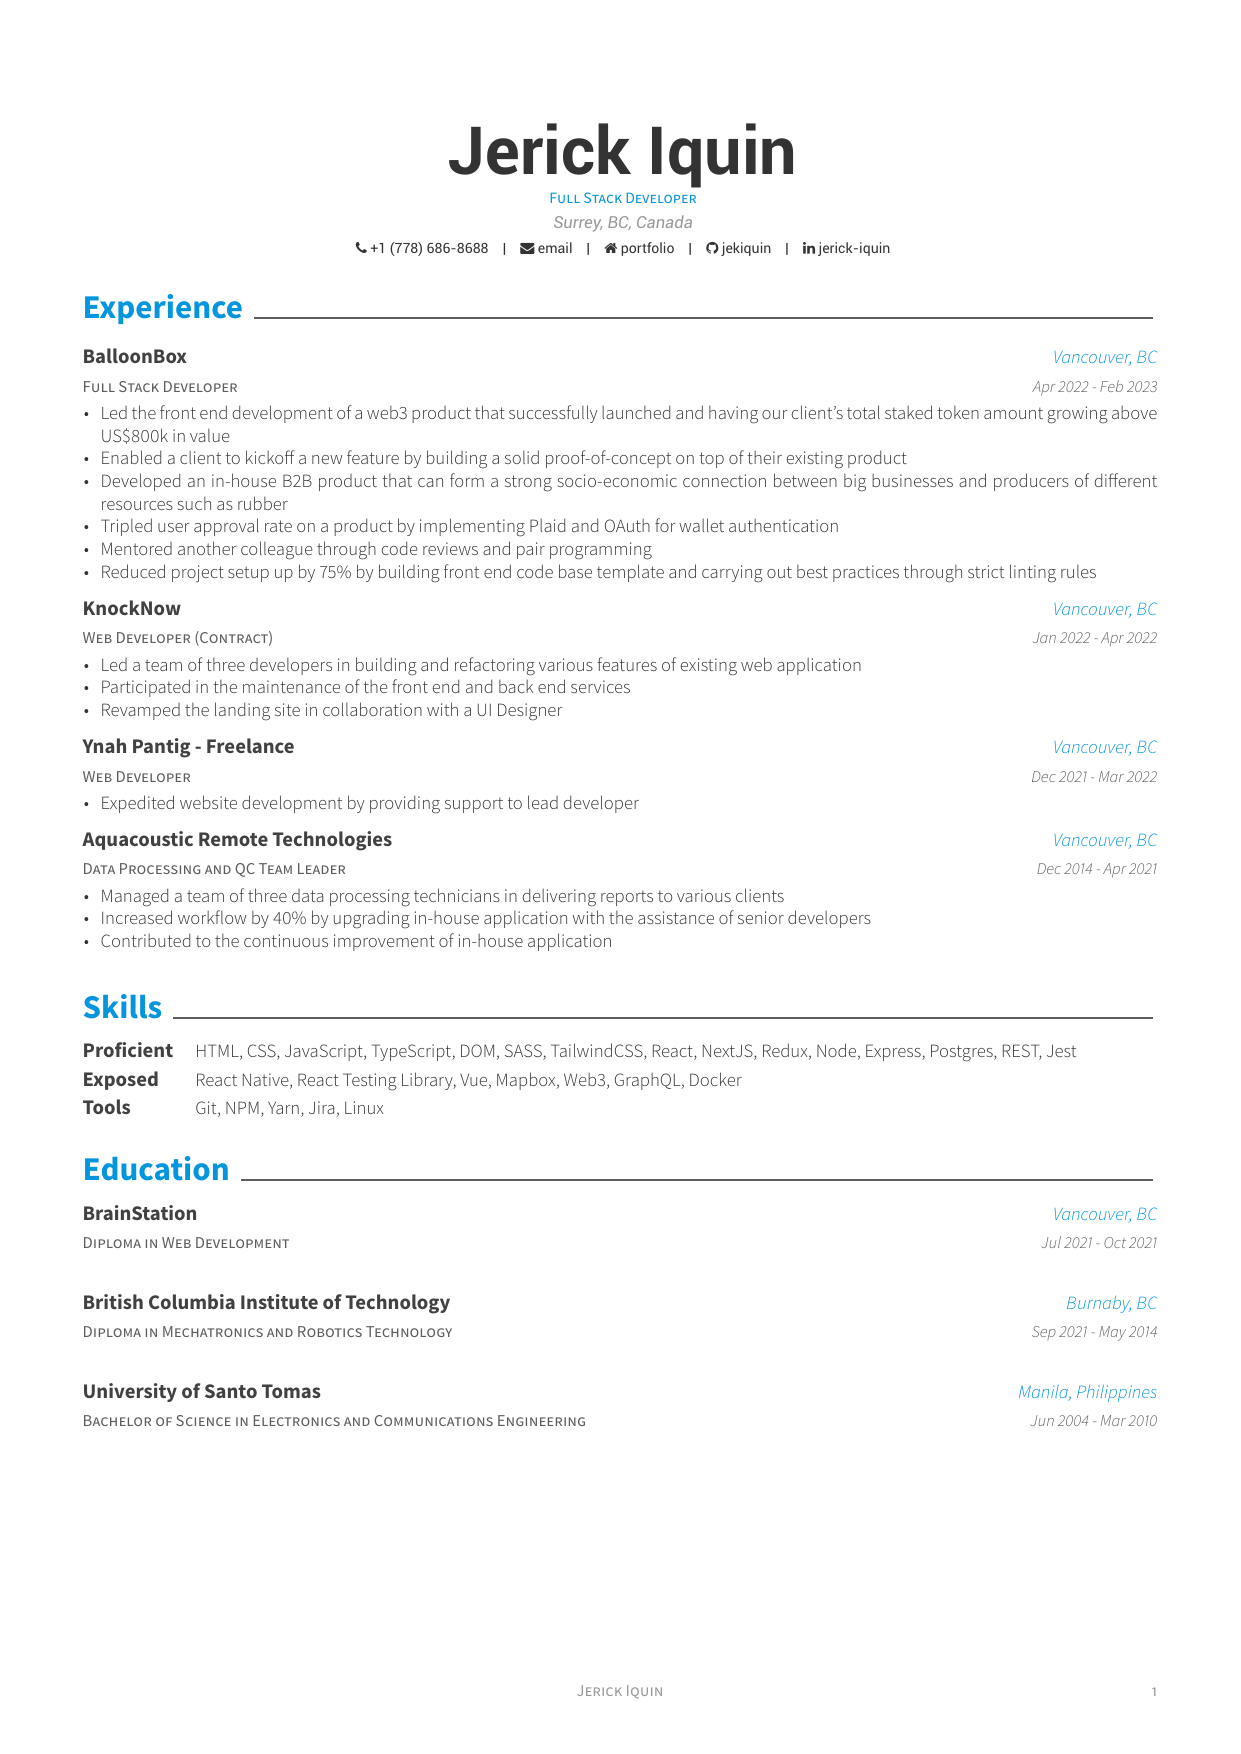 Jerick Iquin
Full Stack Developer
Surrey, BC, Canada
+1 (778) 686-8688 | email | portfolio | jekiquin | jerick-iquin
Experience
BalloonBox Vancouver, BC
Full Stack Developer Apr 2022 - Feb 2023
• Led the front end development of a web3 product that successfully launched and having our client's total staked token amount growing above
US$800k in value
• Enabled a client to kickoff a new feature by building a solid proof-of-concept on top of their existing product
• Developed an in-house B2B product that can form a strong socio-economic connection between big businesses and producers of different
resources such as rubber
• Tripled user approval rate on a product by implementing Plaid and OAuth for wallet authentication
• Mentored another colleague through code reviews and pair programming
• Reduced project setup up by 75% by building front end code base template and carrying out best practices through strict linting rules
KnockNow Vancouver, BC
Web Developer (Contract) Jan 2022 - Apr 2022
• Led a team of three developers in building and refactoring various features of existing web application
• Participated in the maintenance of the front end and back end services
• Revamped the landing site in collaboration with a UI Designer
Ynah Pantig - Freelance Vancouver, BC
Web Developer Dec 2021 - Mar 2022
• Expedited website development by providing support to lead developer
Aquacoustic Remote Technologies Vancouver, BC
Data Processing and QC Team Leader Dec 2014 - Apr 2021
• Managed a team of three data processing technicians in delivering reports to various clients
• Increased workflow by 40% by upgrading in-house application with the assistance of senior developers
• Contributed to the continuous improvement of in-house application
Skills
Proficient HTML, CSS, JavaScript, TypeScript, DOM, SASS, TailwindCSS, React, NextJS, Redux, Node, Express, Postgres, REST, Jest
Exposed React Native, React Testing Library, Vue, Mapbox, Web3, GraphQL, Docker
Tools Git, NPM, Yarn, Jira, Linux
Education
BrainStation Vancouver, BC
Diploma in Web Development Jul 2021 - Oct 2021
British Columbia Institute of Technology Burnaby, BC
Diploma in Mechatronics and Robotics Technology Sep 2021 - May 2014
University of Santo Tomas Manila, Philippines
Bachelor of Science in Electronics and Communications Engineering Jun 2004 - Mar 2010
Jerick Iquin 1